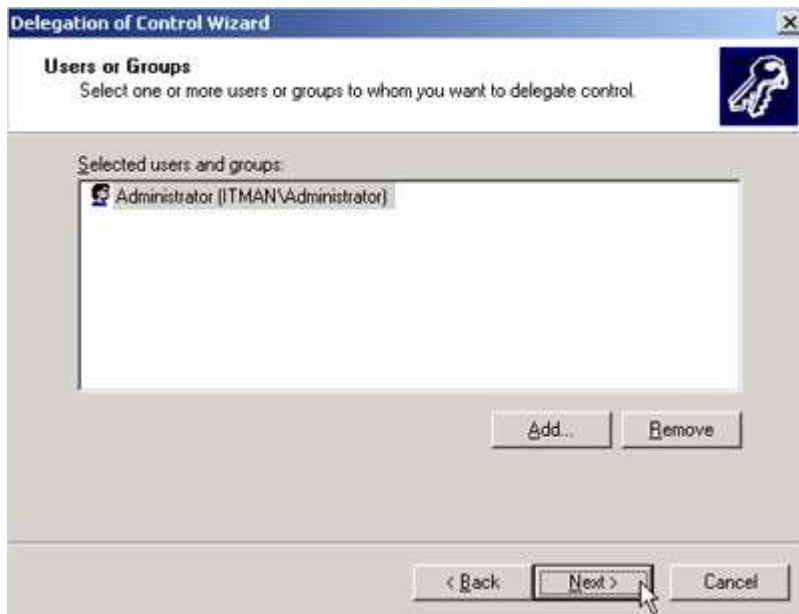 Delegation of Control Wizard
Users or Groups
Select one or more users or groups to whom you want to delegate control.
Selected users and groups:
Administrator (ITMAN\Administrator)
Add...
Remove
< Back
Next >
Cancel